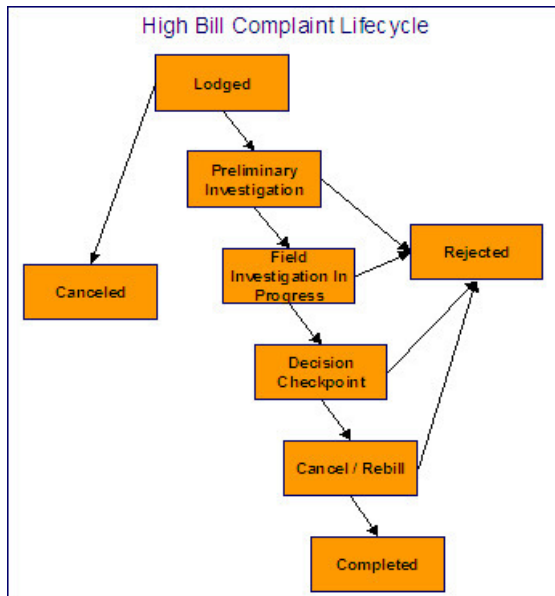 High Bill Complaint Lifecycle
Lodged
Preliminary
Investigation
Field
Investigation In
Progress
Rejected
Canceled
Decision
Checkpoint
Cancel / Rebill
Completed